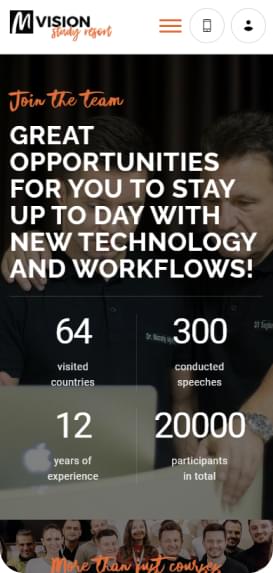 M VISION
study resort
Join the team
GREAT
OPPORTUNITIES
FOR YOU TO STAY
UP TO DAY WITH
NEW TECHNOLOGY
AND WORKFLOWS!
64
visited
countries
300
conducted
speeches
12
years of
experience
20000
participants
in total
More than just courses